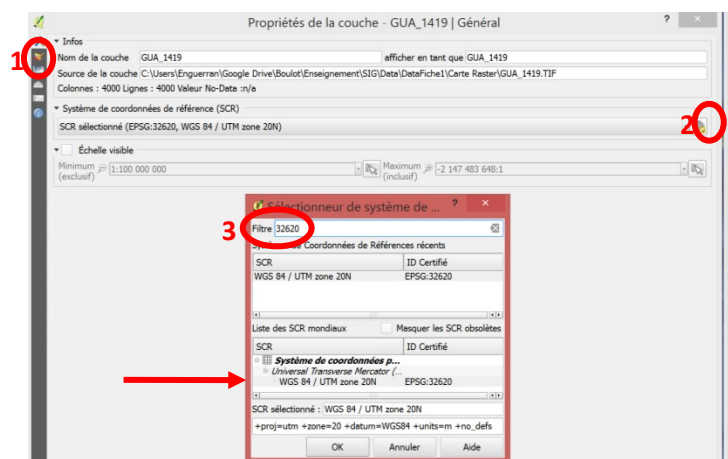 Propriétés de la couche - GUA_1419 | Général
? ×
Infos
1
Nom de la couche GUA_1419 afficher en tant que GUA_1419
Source de la couche C:\Users\Enguerran\Google Drive\Boulot\Enseignement\SIG\Data\DataFiche1\Carte Raster\GUA_1419.TIF
Colonnes : 4000 Lignes : 4000 Valeur No-Data :n/a
Système de coordonnées de référence (SCR)
SCR sélectionné (EPSG:32620, WGS 84 / UTM zone 20N)
2
Échelle visible
Minimum (exclusif) 1:100 000 000 Maximum (inclusif) -2 147 483 648:1
Sélectionneur de système de ... ? ×
3
Filtre 32620
Système de Coordonnées de Références récents
SCR ID Certifié
WGS 84 / UTM zone 20N EPSG:32620
Liste des SCR mondiaux Masquer les SCR obsolètes
SCR ID Certifié
Système de coordonnées p...
Universal Transverse Mercator (...
WGS 84 / UTM zone 20N EPSG:32620
SCR sélectionné : WGS 84 / UTM zone 20N
+proj=utm +zone=20 +datum=WGS84 +units=m +no_defs
OK Annuler Aide